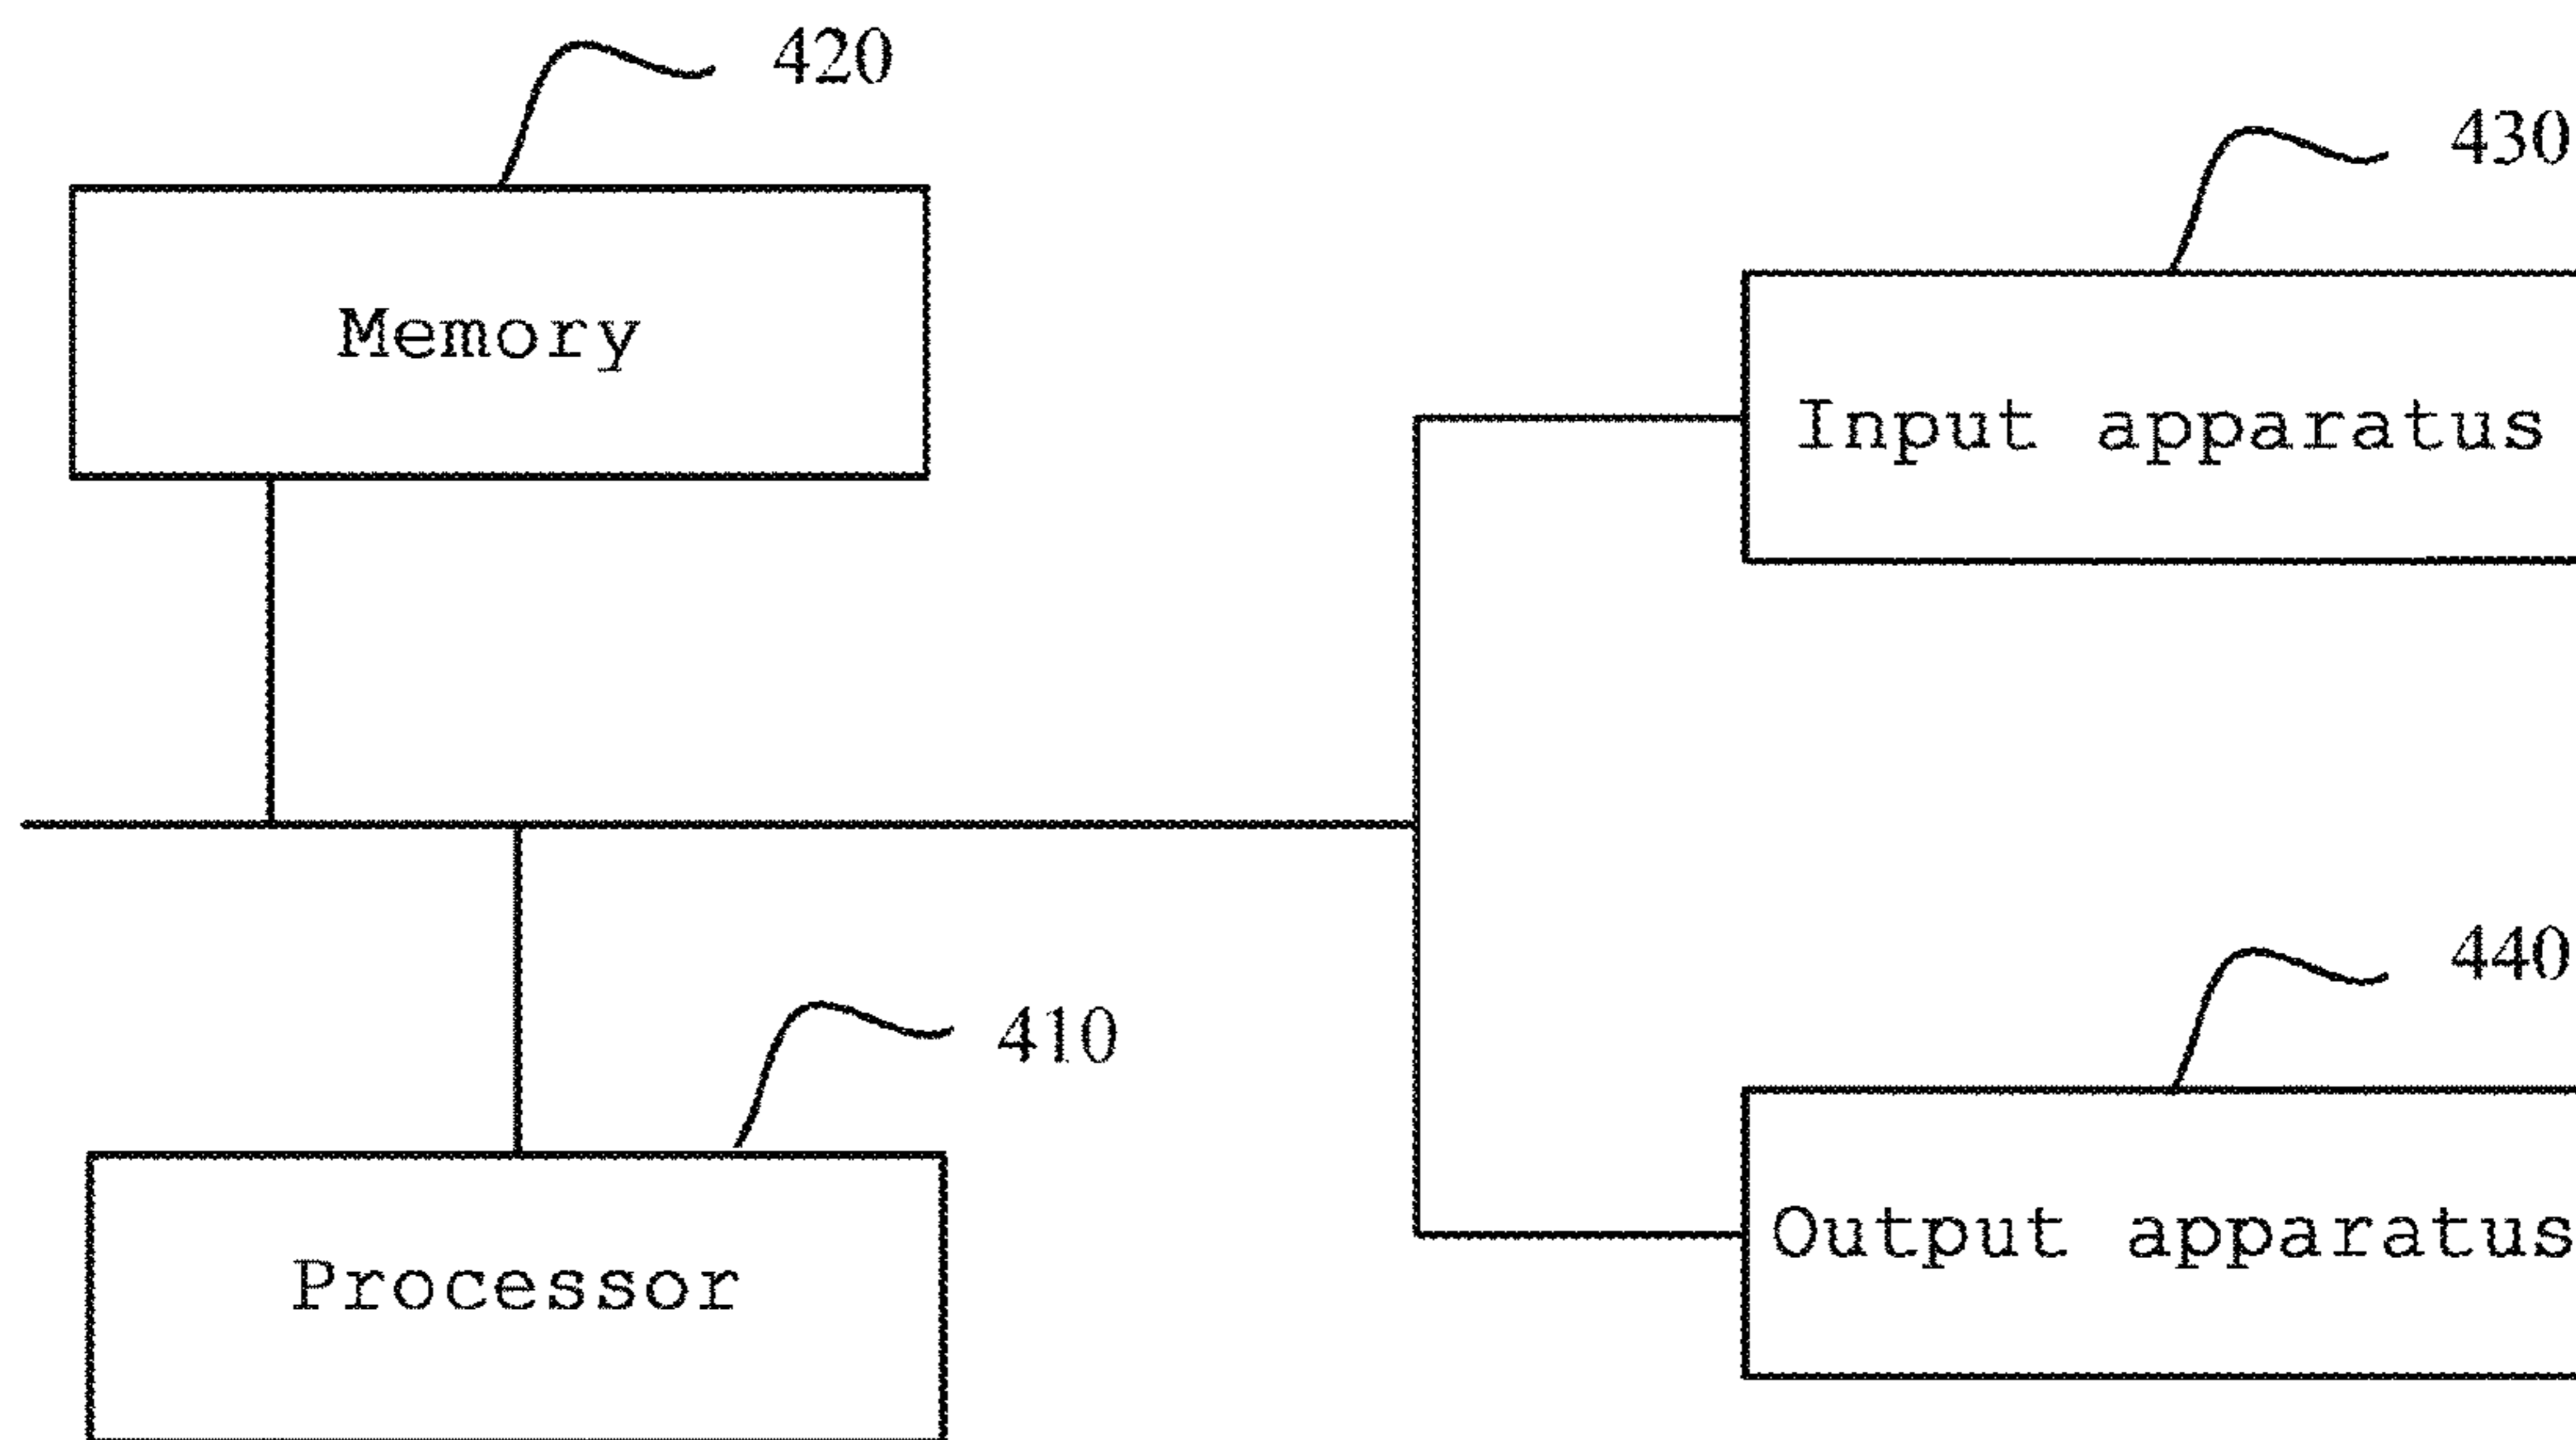 420
430
Memory
Input apparatus
440
410
Output apparatus
Processor